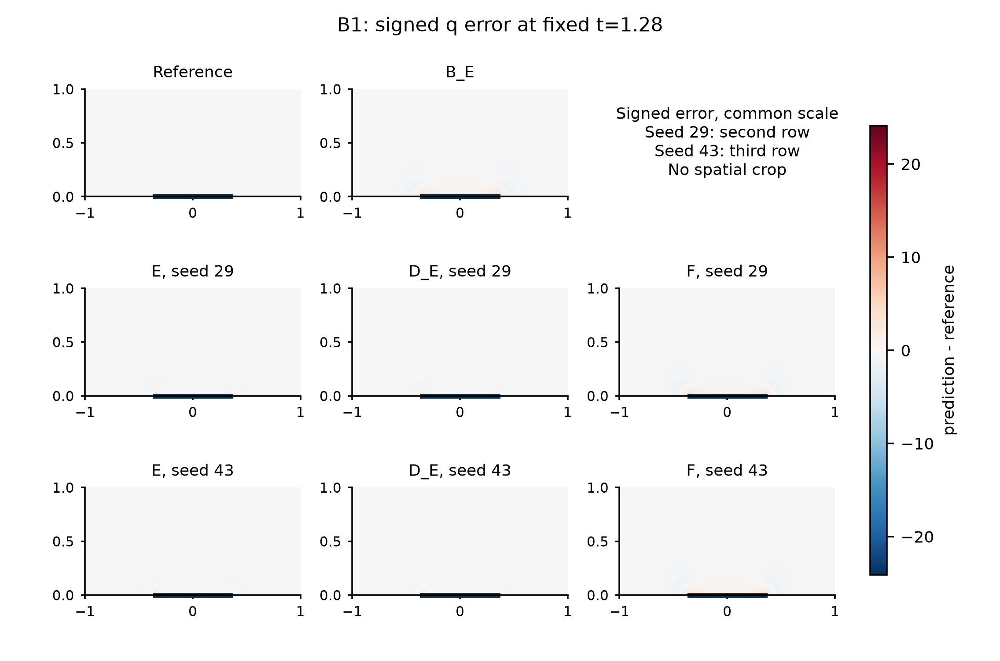 B1: signed q error at fixed t=1.28
Reference
1.0
0.5
0.0
−1 0 1
B_E
1.0
0.5
0.0
−1 0 1
Signed error, common scale
Seed 29: second row
Seed 43: third row
No spatial crop
E, seed 29
1.0
0.5
0.0
−1 0 1
D_E, seed 29
1.0
0.5
0.0
−1 0 1
F, seed 29
1.0
0.5
0.0
−1 0 1
E, seed 43
1.0
0.5
0.0
−1 0 1
D_E, seed 43
1.0
0.5
0.0
−1 0 1
F, seed 43
1.0
0.5
0.0
−1 0 1
20
10
0
−10
−20
prediction - reference